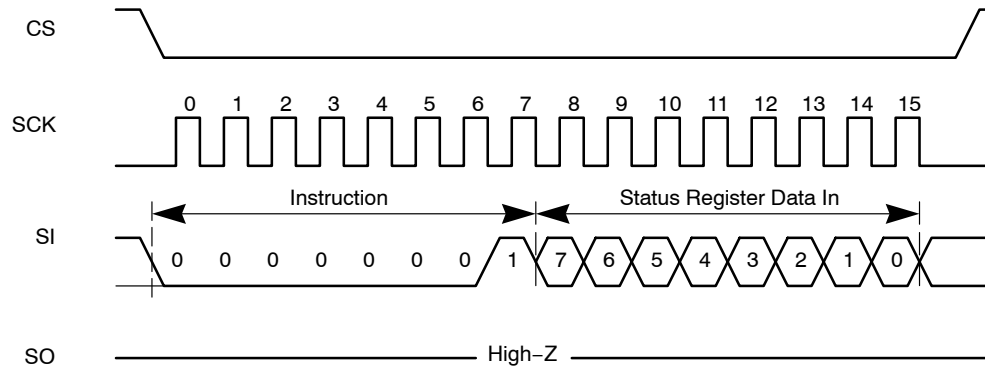 CS
0 1 2 3 4 5 6 7 8 9 10 11 12 13 14 15
SCK
Instruction Status Register Data In
SI
0 0 0 0 0 0 0 1 7 6 5 4 3 2 1 0
SO High−Z